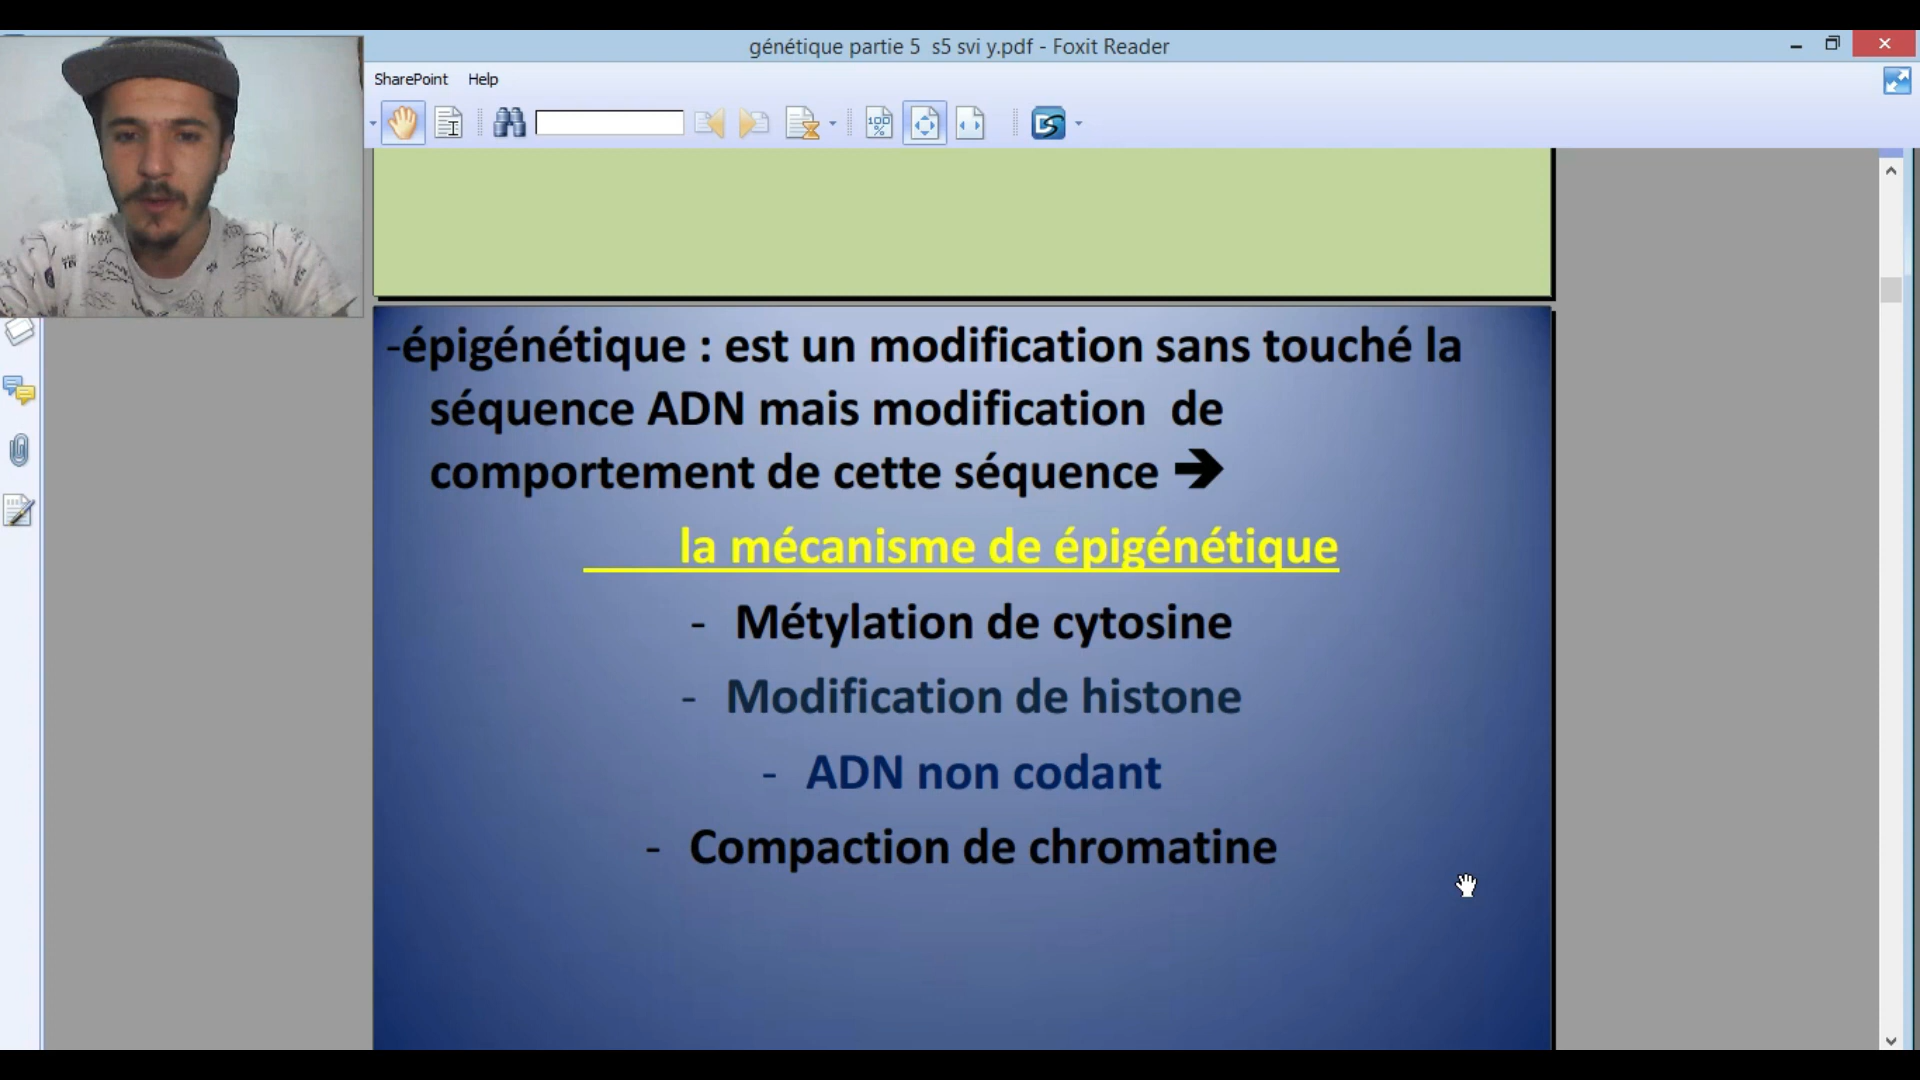 génétique partie 5 s5 svi y.pdf - Foxit Reader
SharePoint Help
100
%
-épigénétique : est un modification sans touché la
séquence ADN mais modification de
comportement de cette séquence ➔
la mécanisme de épigénétique
- Métylation de cytosine
- Modification de histone
- ADN non codant
- Compaction de chromatine